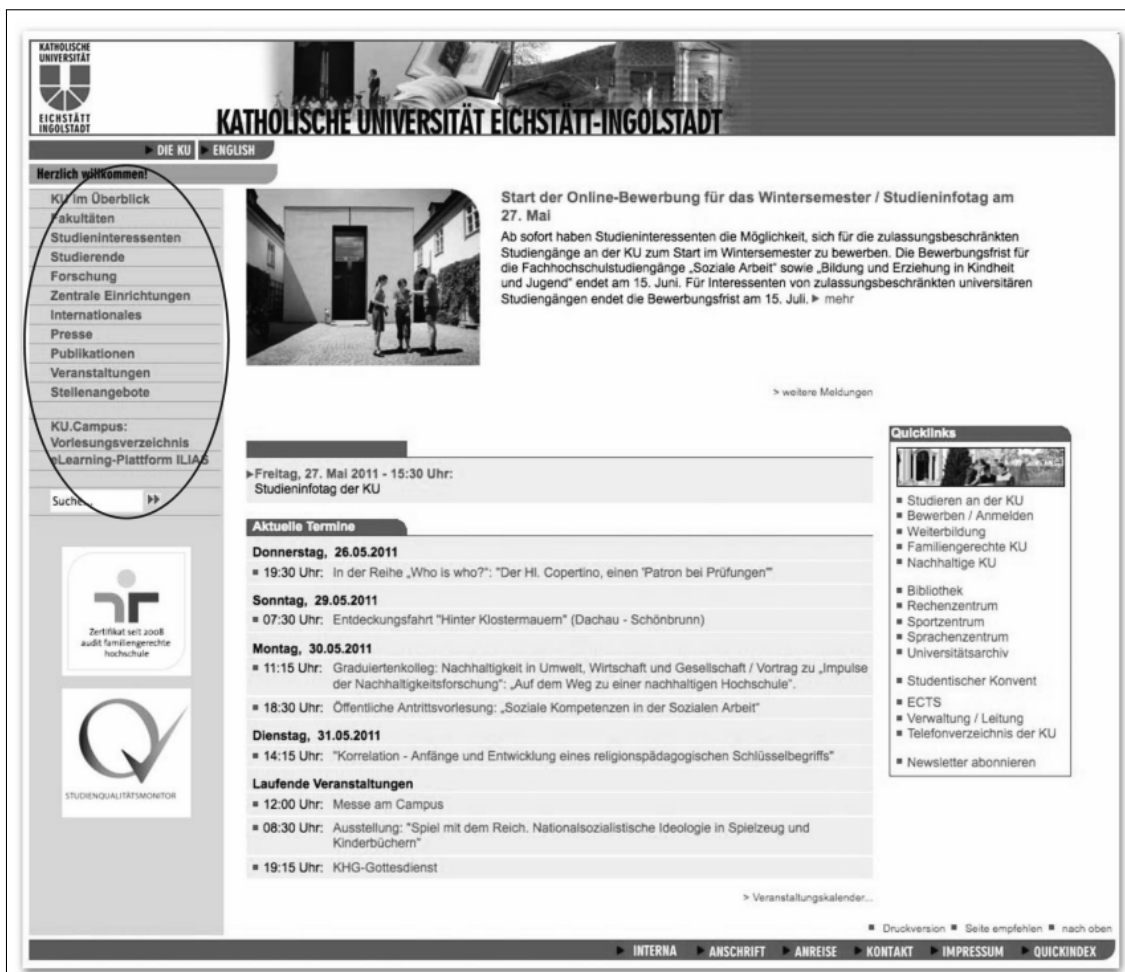 KATHOLISCHE
UNIVERSITÄT
EICHSTÄTT
INGOLSTADT
KATHOLISCHE UNIVERSITÄT EICHSTÄTT-INGOLSTADT
DIE KU ENGLISH
Herzlich willkommen!
KU im Überblick
Fakultäten
Studieninteressenten
Studierende
Forschung
Zentrale Einrichtungen
Internationales
Presse
Publikationen
Veranstaltungen
Stellenangebote
KU.Campus:
Vorlesungsverzeichnis
eLearning-Plattform ILIAS
Suche...
Zertifikat seit 2008
audit familiengerechte
hochschule
STUDIENQUALITÄTSMONITOR
Start der Online-Bewerbung für das Wintersemester / Studieninfotag am
27. Mai
Ab sofort haben Studieninteressenten die Möglichkeit, sich für die zulassungsbeschränkten
Studiengänge an der KU zum Start im Wintersemester zu bewerben. Die Bewerbungsfrist für
die Fachhochschulstudiengänge „Soziale Arbeit" sowie „Bildung und Erziehung in Kindheit
und Jugend" endet am 15. Juni. Für Interessenten von zulassungsbeschränkten universitären
Studiengängen endet die Bewerbungsfrist am 15. Juli. ▶ mehr
> weitere Meldungen
▶Freitag, 27. Mai 2011 - 15:30 Uhr:
Studieninfotag der KU
Aktuelle Termine
Donnerstag, 26.05.2011
19:30 Uhr: In der Reihe „Who is who?": "Der Hl. Copertino, einen 'Patron bei Prüfungen'"
Sonntag, 29.05.2011
07:30 Uhr: Entdeckungsfahrt "Hinter Klostermauern" (Dachau - Schönbrunn)
Montag, 30.05.2011
11:15 Uhr: Graduiertenkolleg: Nachhaltigkeit in Umwelt, Wirtschaft und Gesellschaft / Vortrag zu „Impulse
der Nachhaltigkeitsforschung": „Auf dem Weg zu einer nachhaltigen Hochschule".
18:30 Uhr: Öffentliche Antrittsvorlesung: „Soziale Kompetenzen in der Sozialen Arbeit"
Dienstag, 31.05.2011
14:15 Uhr: "Korrelation - Anfänge und Entwicklung eines religionspädagogischen Schlüsselbegriffs"
Laufende Veranstaltungen
12:00 Uhr: Messe am Campus
08:30 Uhr: Ausstellung: "Spiel mit dem Reich. Nationalsozialistische Ideologie in Spielzeug und
Kinderbüchern"
19:15 Uhr: KHG-Gottesdienst
> Veranstaltungskalender...
Quicklinks
Studieren an der KU
Bewerben / Anmelden
Weiterbildung
Familiengerechte KU
Nachhaltige KU
Bibliothek
Rechenzentrum
Sportzentrum
Sprachenzentrum
Universitätsarchiv
Studentischer Konvent
ECTS
Verwaltung / Leitung
Telefonverzeichnis der KU
Newsletter abonnieren
Druckversion Seite empfehlen nach oben
INTERNA ANSCHRIFT ANREISE KONTAKT IMPRESSUM QUICKINDEX